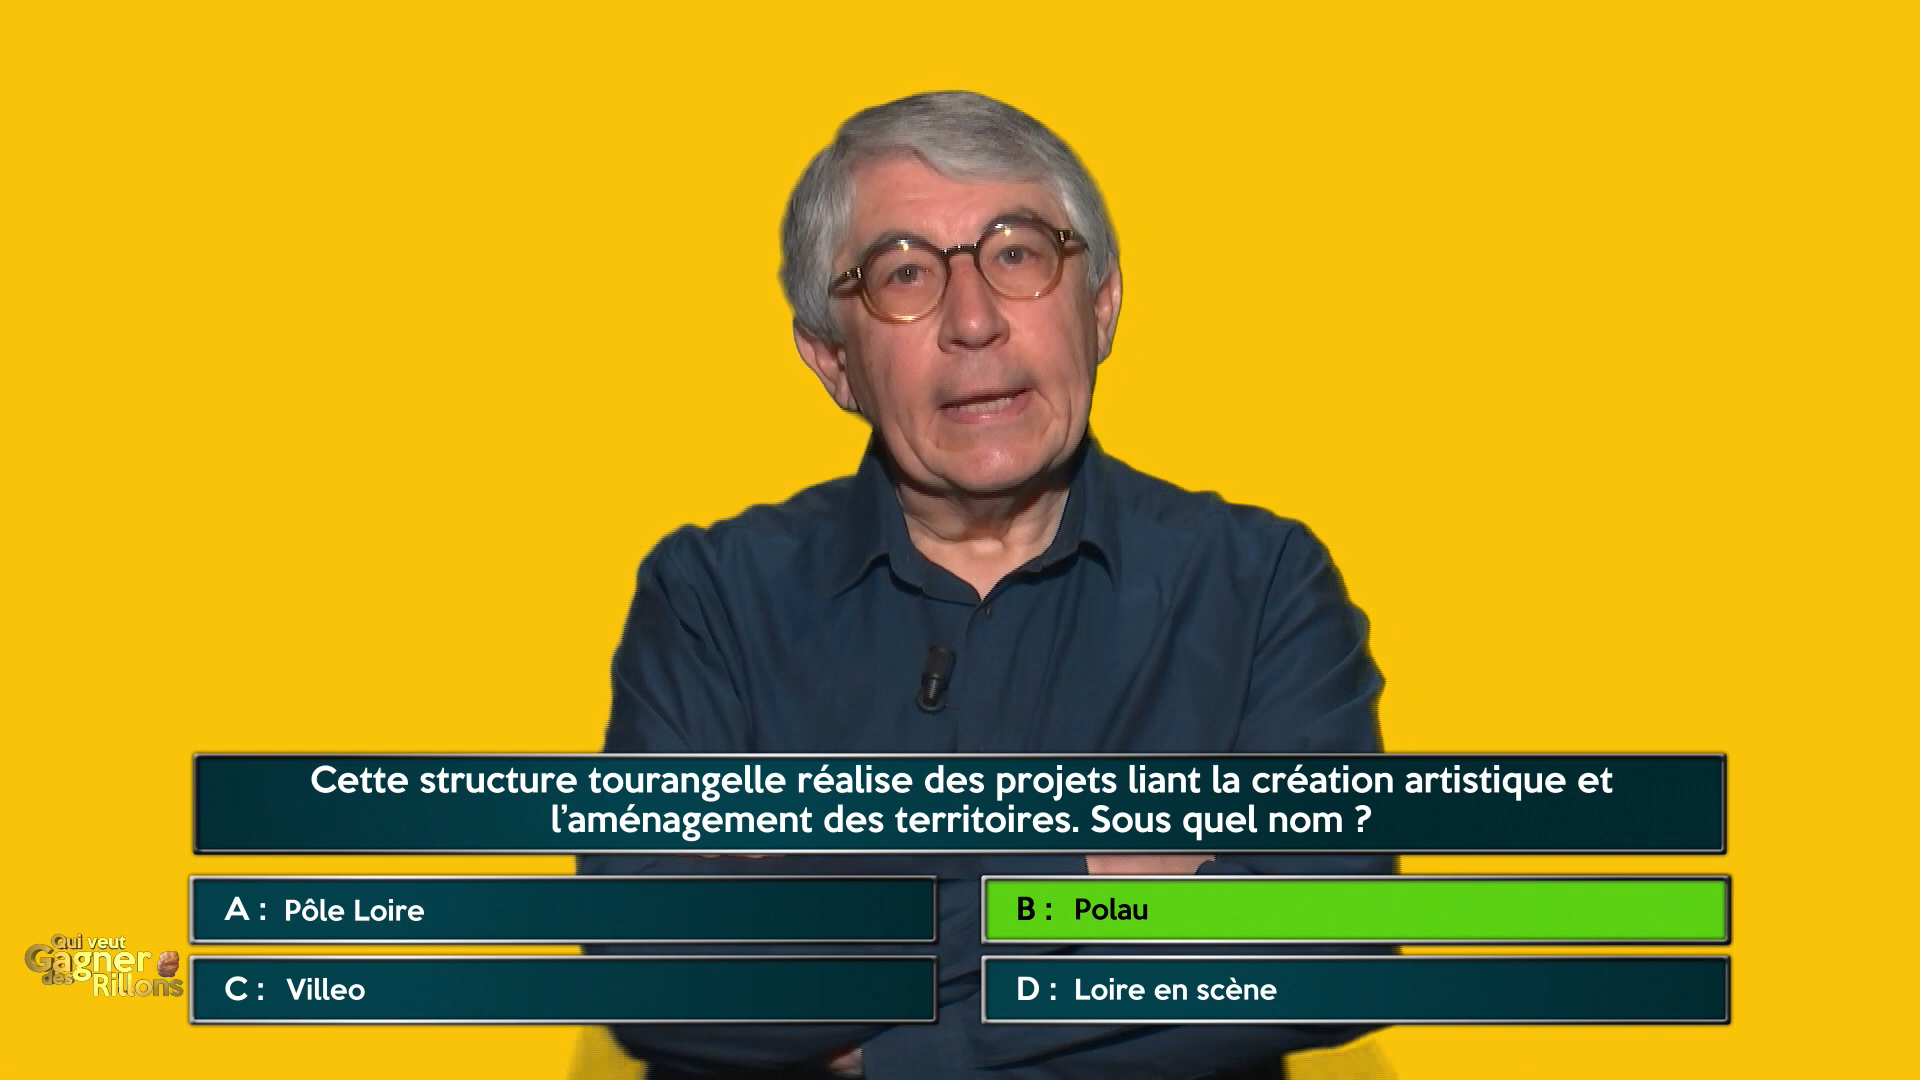 Cette structure tourangelle réalise des projets liant la création artistique et
l'aménagement des territoires. Sous quel nom ?
A : Pôle Loire
B : Polau
C : Villeo
D : Loire en scène
Qui veut
Gagner
des
Rillons